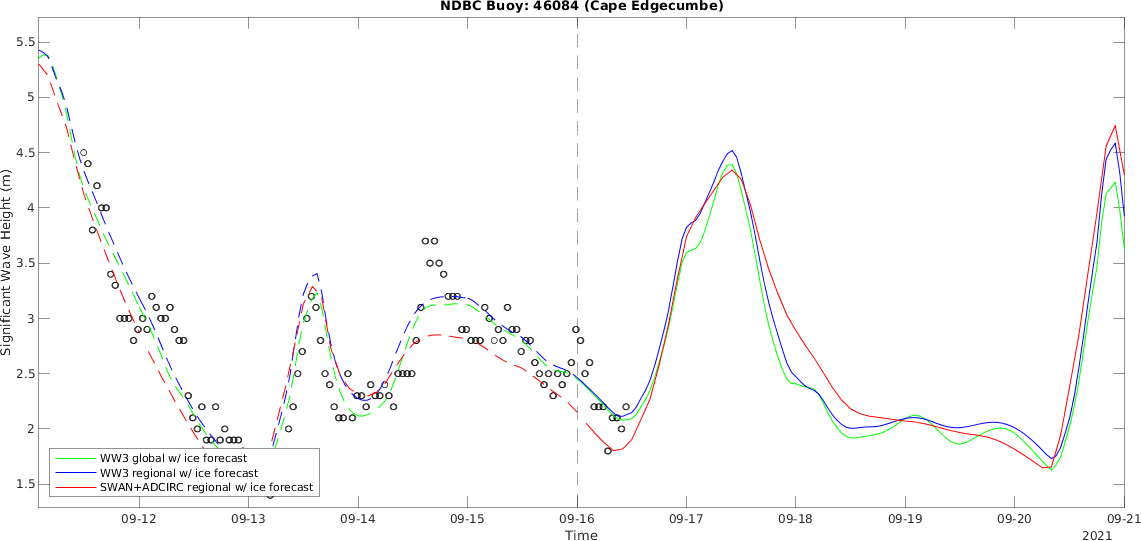 NDBC Buoy: 46084 (Cape Edgecumbe)
Significant Wave Height (m)
5.5
5
4.5
4
3.5
3
2.5
2
1.5
WW3 global w/ ice forecast
WW3 regional w/ ice forecast
SWAN+ADCIRC regional w/ ice forecast
09-12 09-13 09-14 09-15 09-16 09-17 09-18 09-19 09-20 09-21
Time
2021